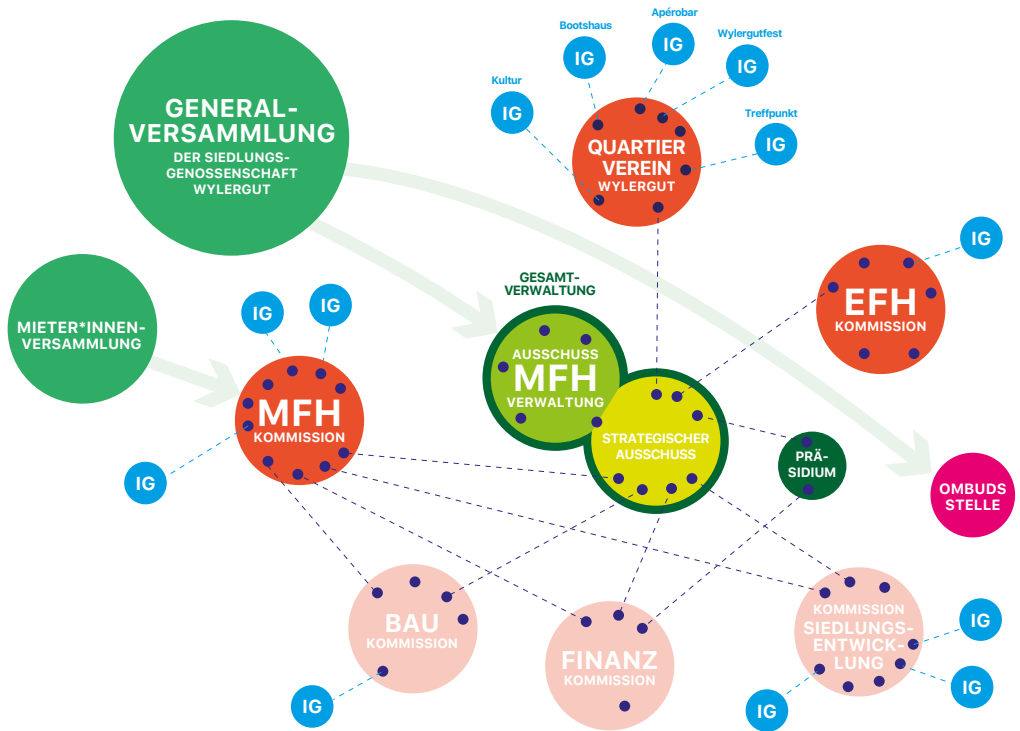 GENERAL-
VERSAMMLUNG
DER SIEDLUNGS-
GENOSSENSCHAFT
WYLERGUT
Bootshaus
IG
Apérobar
IG
Wylergutfest
IG
Kultur
IG
Treffpunkt
IG
QUARTIER
VEREIN
WYLERGUT
MIETER*INNEN-
VERSAMMLUNG
IG
IG
MFH
KOMMISSION
IG
GESAMT-
VERWALTUNG
AUSSCHUSS
MFH
VERWALTUNG
STRATEGISCHER
AUSSCHUSS
IG
EFH
KOMMISSION
PRÄ-
SIDIUM
OMBUDS
STELLE
BAU
KOMMISSION
IG
FINANZ
KOMMISSION
KOMMISSION
SIEDLUNGS-
ENTWICK-
LUNG
IG
IG
IG